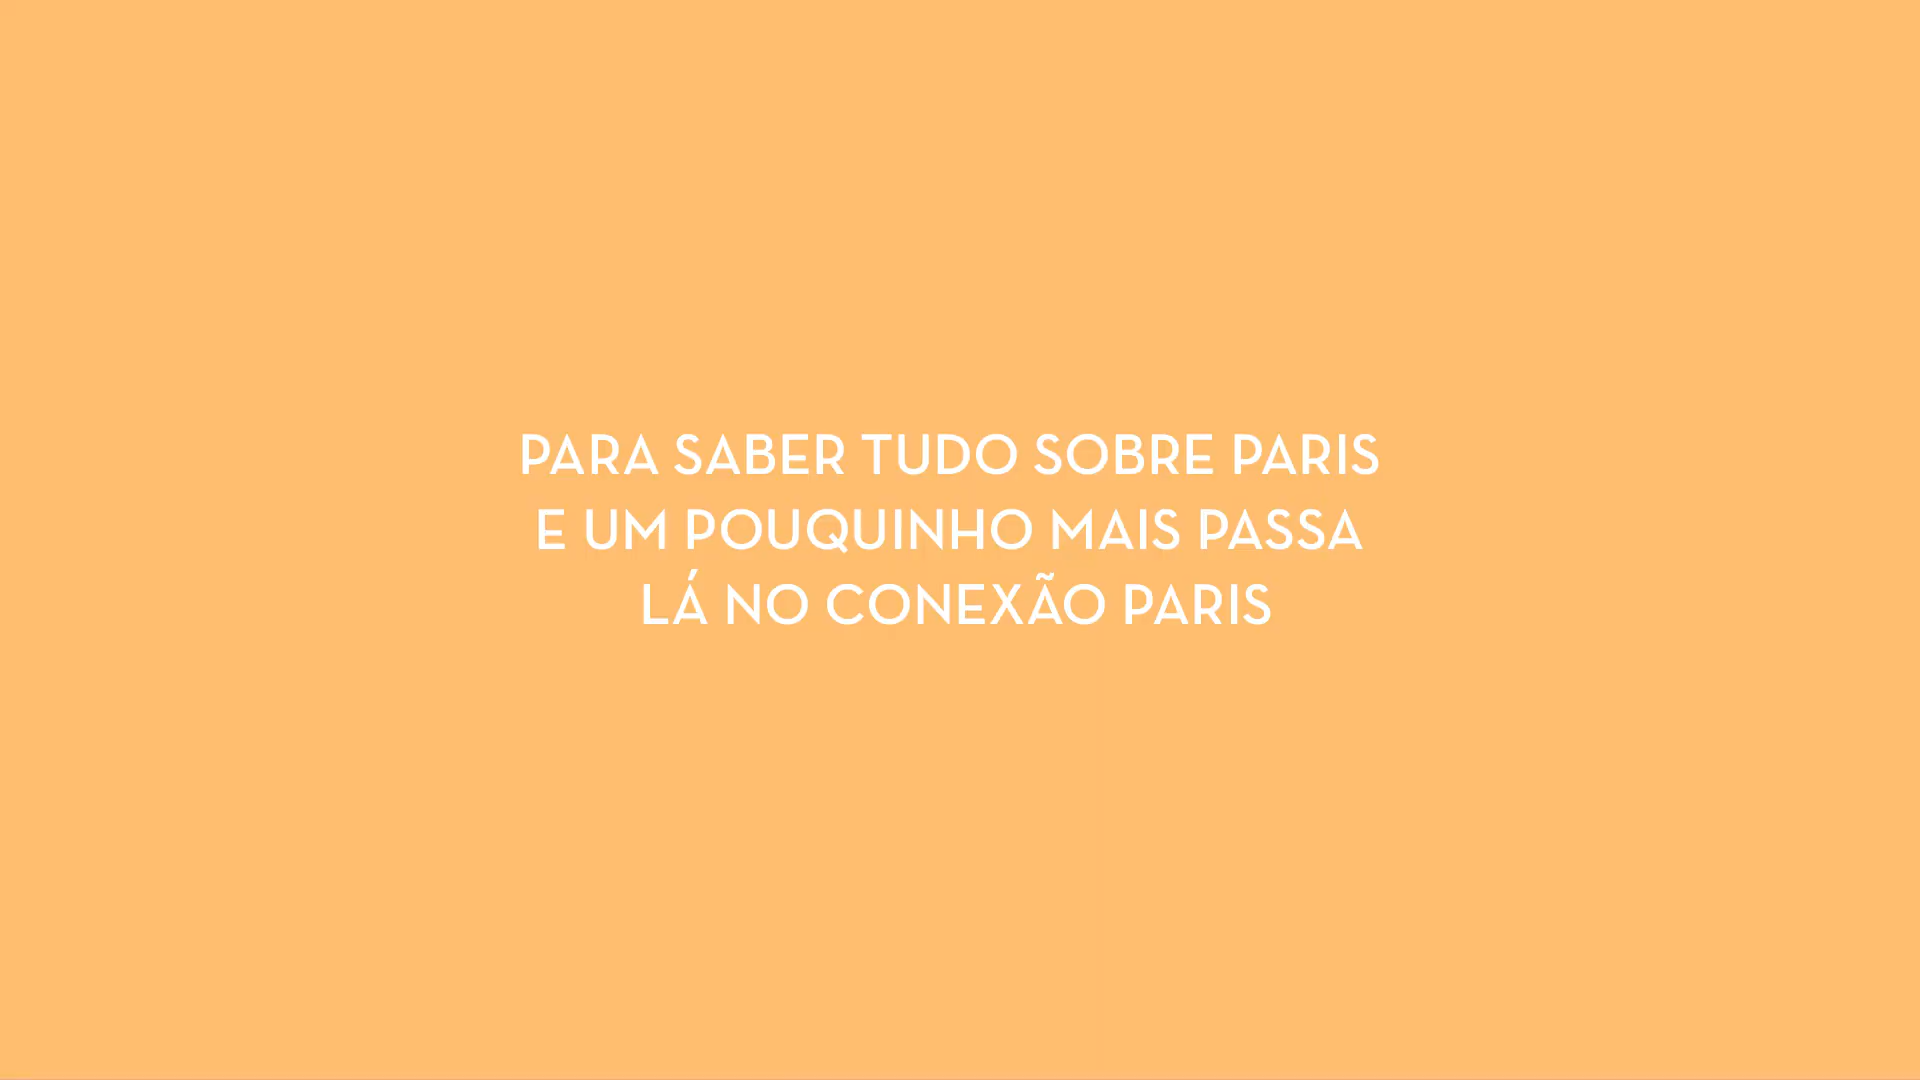 PARA SABER TUDO SOBRE PARIS
E UM POUQUINHO MAIS PASSA
LÁ NO CONEXÃO PARIS